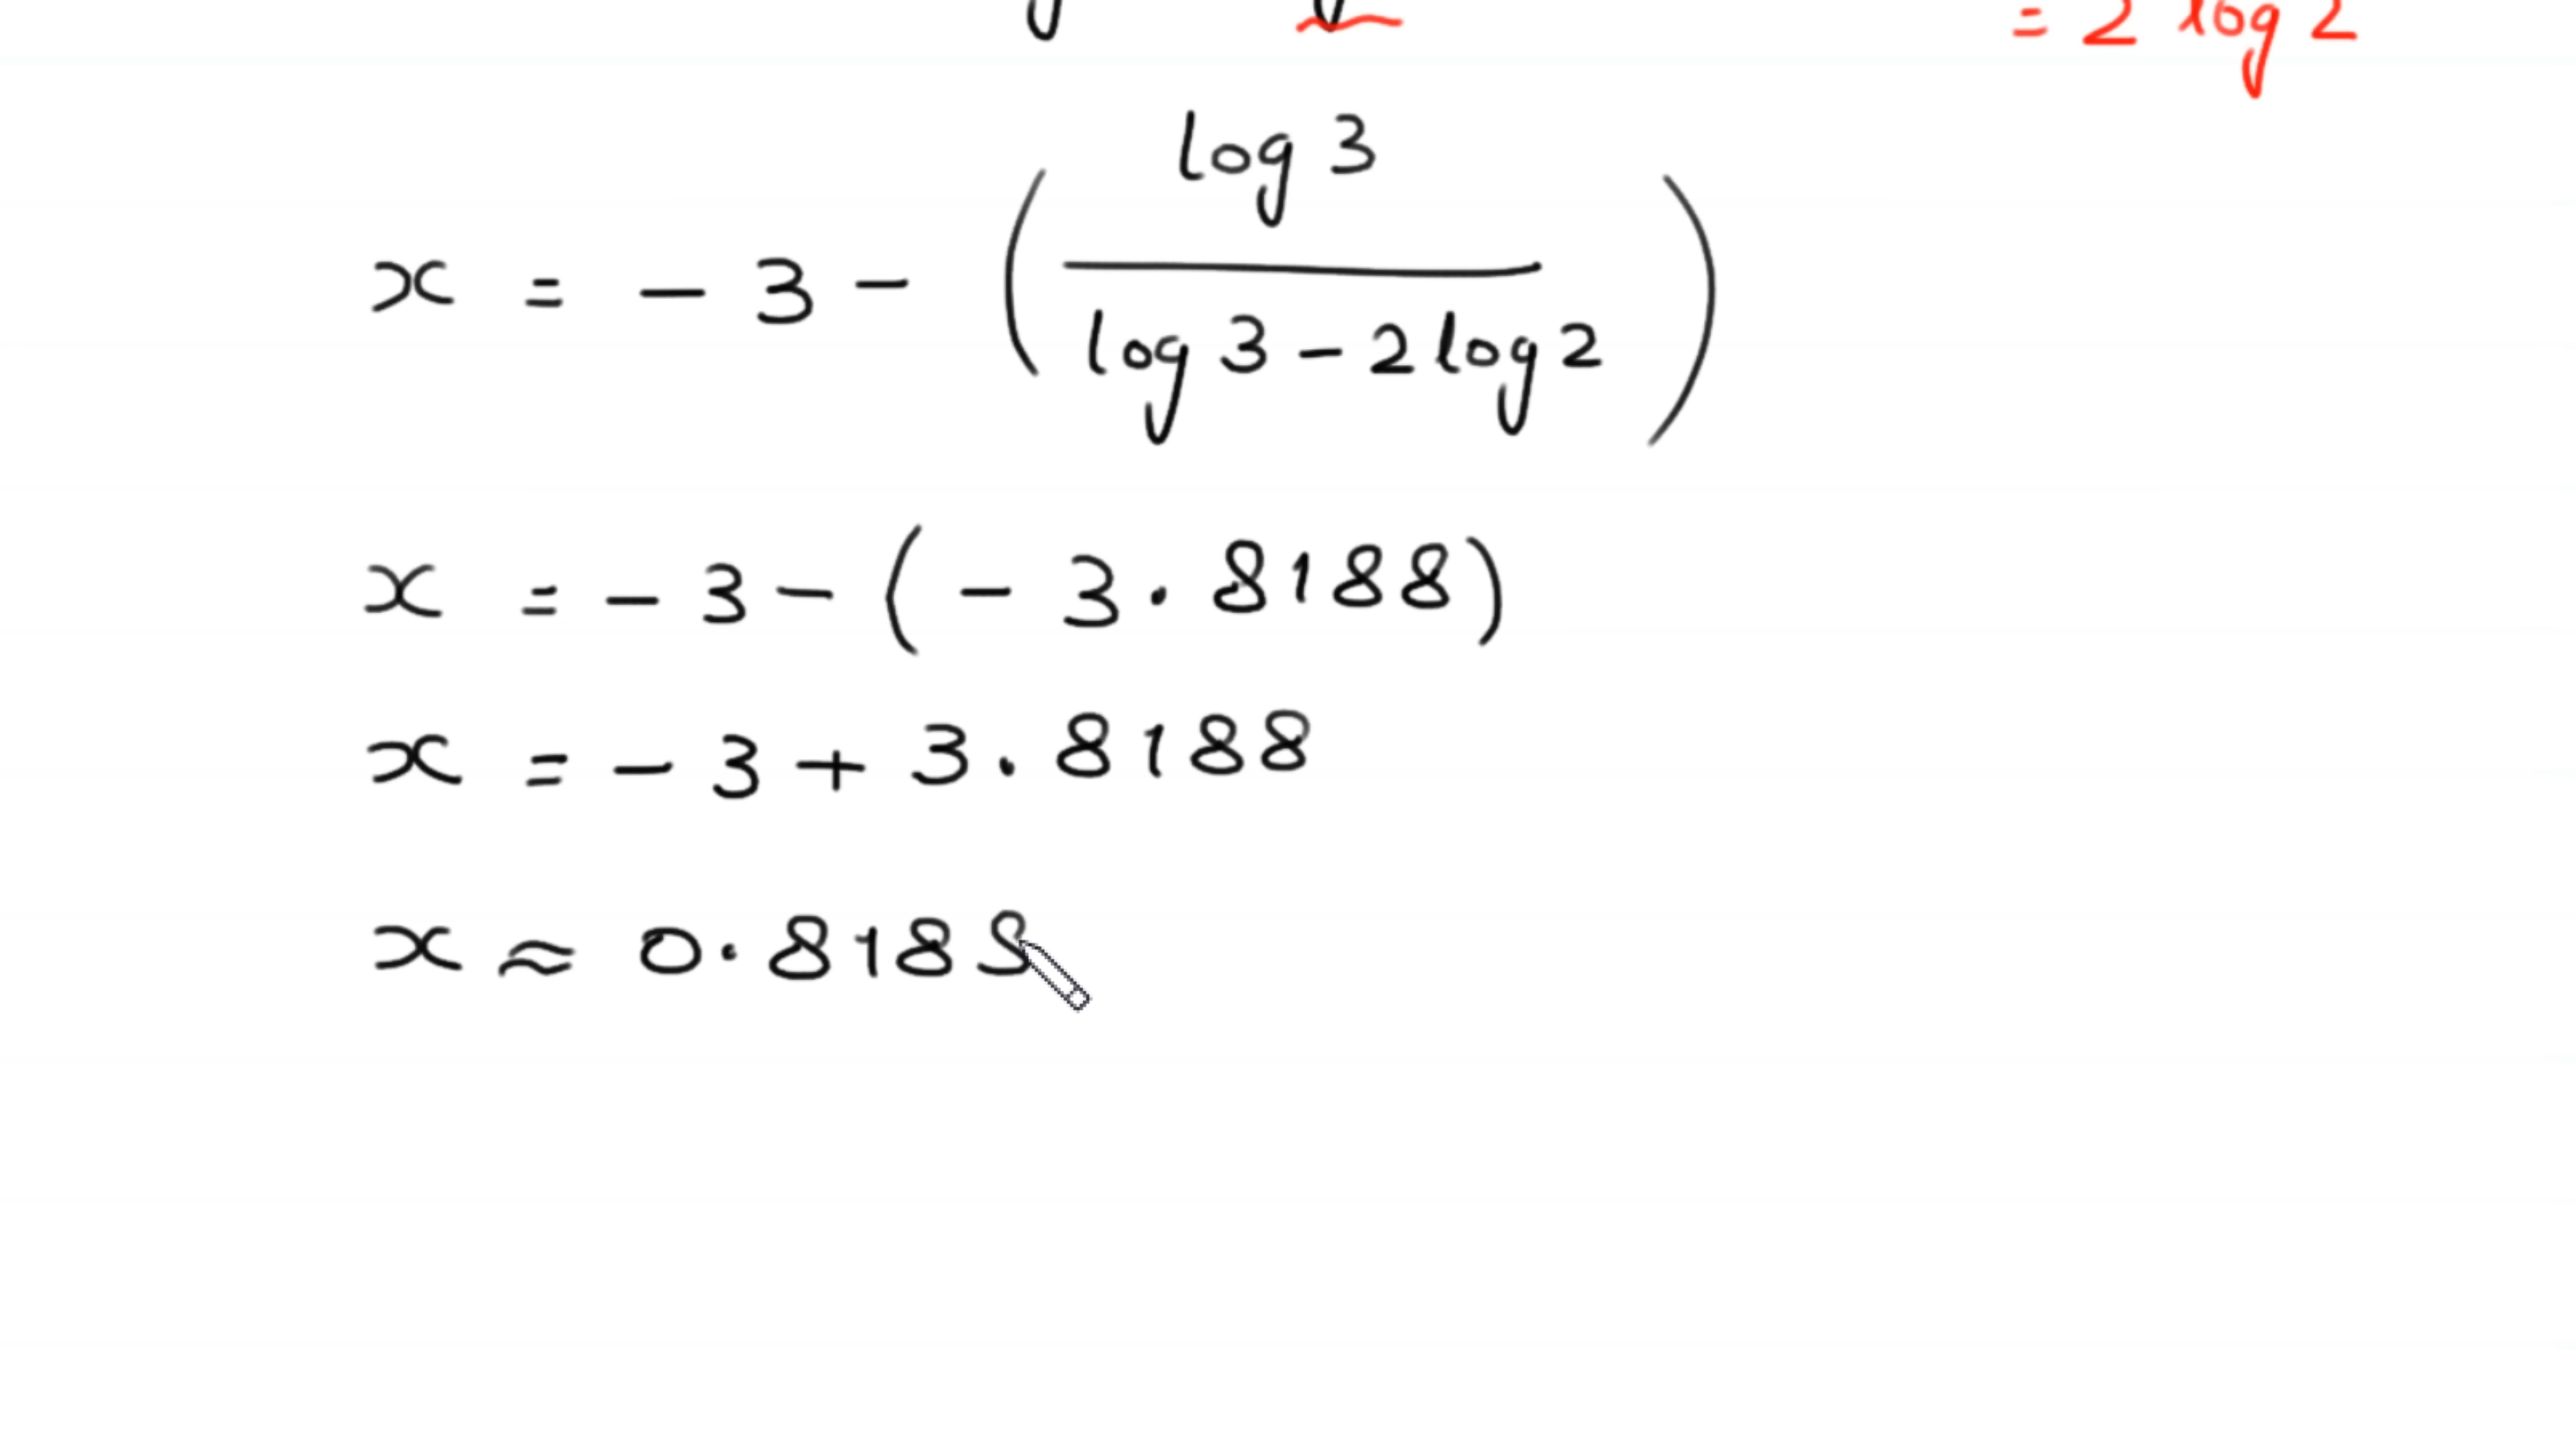 = 2 log 2
x = - 3 - ( log 3 / log 3 - 2 log 2 )
x = - 3 - ( - 3.8188 )
x = - 3 + 3.8188
x ≈ 0.8188